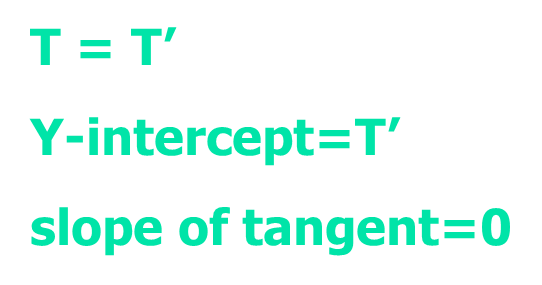 T = T’
Y-intercept=T’
slope of tangent=0